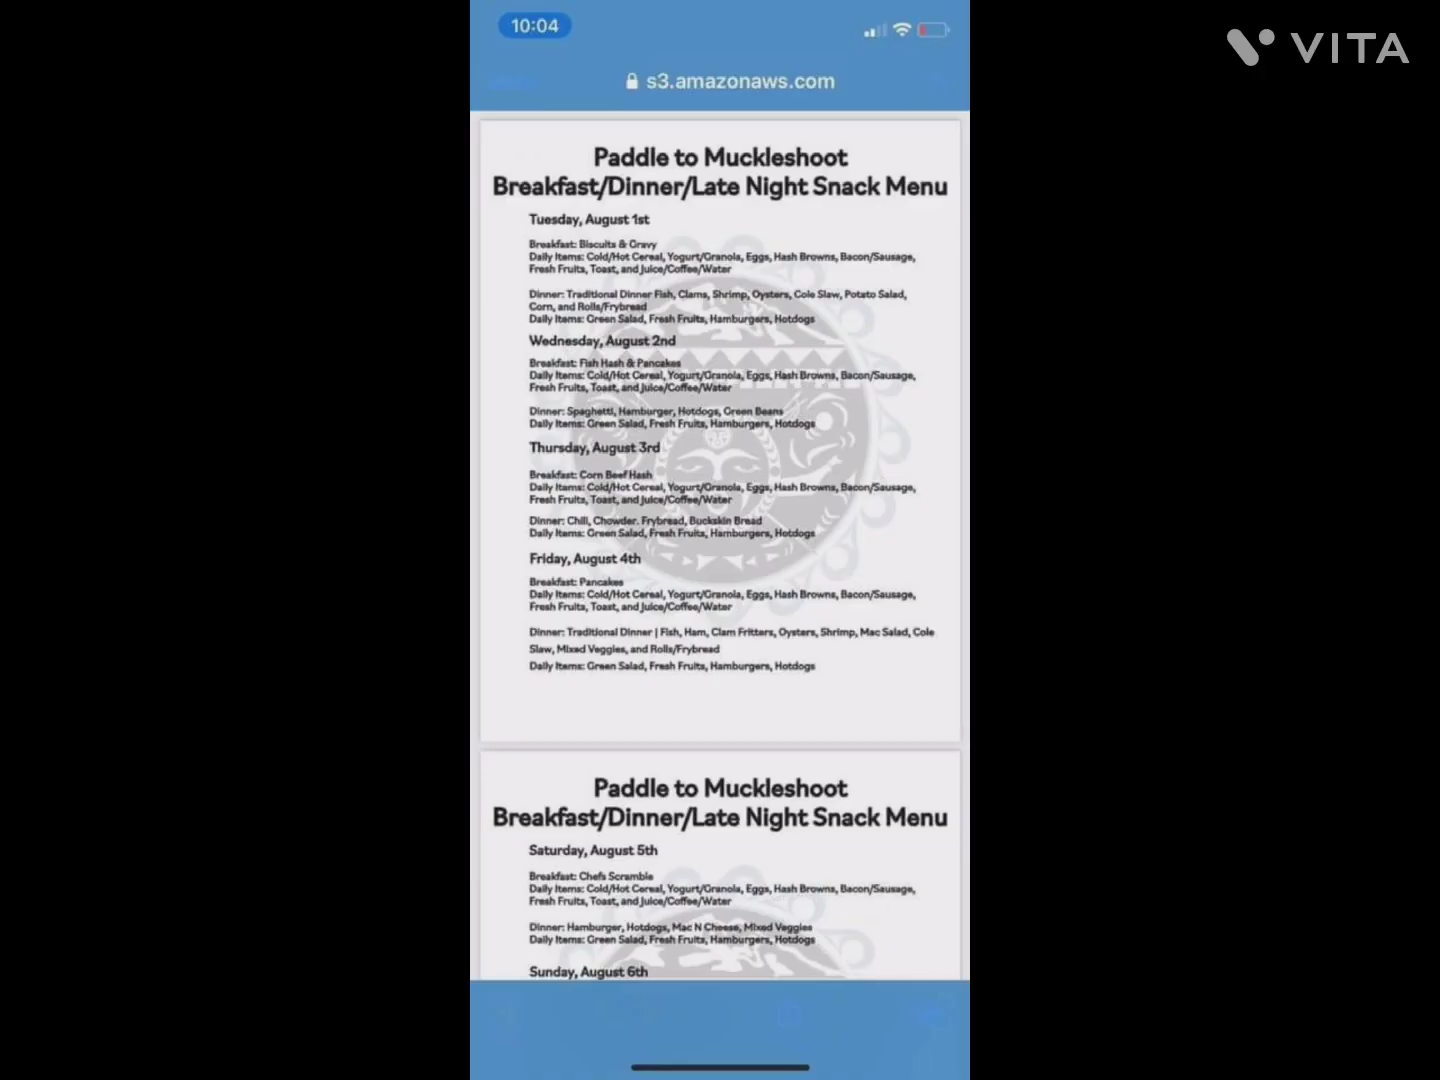 10:04
VITA
s3.amazonaws.com
Paddle to Muckleshoot
Breakfast/Dinner/Late Night Snack Menu
Tuesday, August 1st
Breakfast: Biscuits & Gravy
Daily Items: Cold/Hot Cereal, Yogurt/Granola, Eggs, Hash Browns, Bacon/Sausage,
Fresh Fruits, Toast, and Juice/Coffee/Water
Dinner: Traditional Dinner Fish, Clams, Shrimp, Oysters, Cole Slaw, Potato Salad,
Corn, and Rolls/Frybread
Daily Items: Green Salad, Fresh Fruits, Hamburgers, Hotdogs
Wednesday, August 2nd
Breakfast: Fish Hash & Pancakes
Daily Items: Cold/Hot Cereal, Yogurt/Granola, Eggs, Hash Browns, Bacon/Sausage,
Fresh Fruits, Toast, and Juice/Coffee/Water
Dinner: Spaghetti, Hamburger, Hotdogs, Green Beans
Daily Items: Green Salad, Fresh Fruits, Hamburgers, Hotdogs
Thursday, August 3rd
Breakfast: Corn Beef Hash
Daily Items: Cold/Hot Cereal, Yogurt/Granola, Eggs, Hash Browns, Bacon/Sausage,
Fresh Fruits, Toast, and Juice/Coffee/Water
Dinner: Chili, Chowder. Frybread, Buckskin Bread
Daily Items: Green Salad, Fresh Fruits, Hamburgers, Hotdogs
Friday, August 4th
Breakfast: Pancakes
Daily Items: Cold/Hot Cereal, Yogurt/Granola, Eggs, Hash Browns, Bacon/Sausage,
Fresh Fruits, Toast, and Juice/Coffee/Water
Dinner: Traditional Dinner | Fish, Ham, Clam Fritters, Oysters, Shrimp, Mac Salad, Cole
Slaw, Mixed Veggies, and Rolls/Frybread
Daily Items: Green Salad, Fresh Fruits, Hamburgers, Hotdogs
Paddle to Muckleshoot
Breakfast/Dinner/Late Night Snack Menu
Saturday, August 5th
Breakfast: Chefs Scramble
Daily Items: Cold/Hot Cereal, Yogurt/Granola, Eggs, Hash Browns, Bacon/Sausage,
Fresh Fruits, Toast, and Juice/Coffee/Water
Dinner: Hamburger, Hotdogs, Mac N Cheese, Mixed Veggies
Daily Items: Green Salad, Fresh Fruits, Hamburgers, Hotdogs
Sunday, August 6th